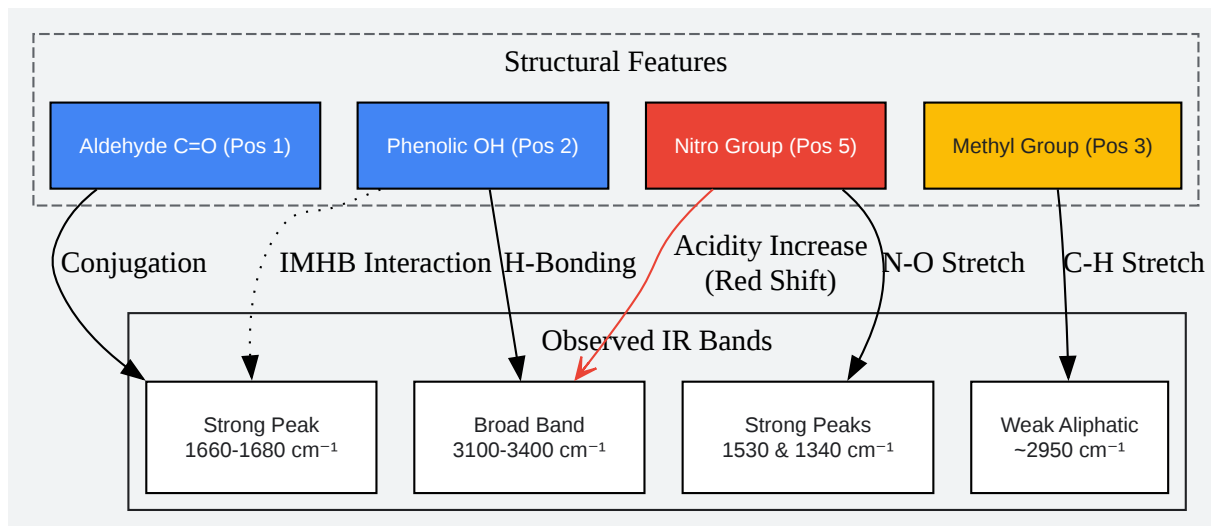 Structural Features
Aldehyde C=O (Pos 1)
Phenolic OH (Pos 2)
Nitro Group (Pos 5)
Methyl Group (Pos 3)
Conjugation
IMHB Interaction
H-Bonding
Acidity Increase
(Red Shift)
N-O Stretch
C-H Stretch
Observed IR Bands
Strong Peak
1660-1680 cm⁻¹
Broad Band
3100-3400 cm⁻¹
Strong Peaks
1530 & 1340 cm⁻¹
Weak Aliphatic
~2950 cm⁻¹